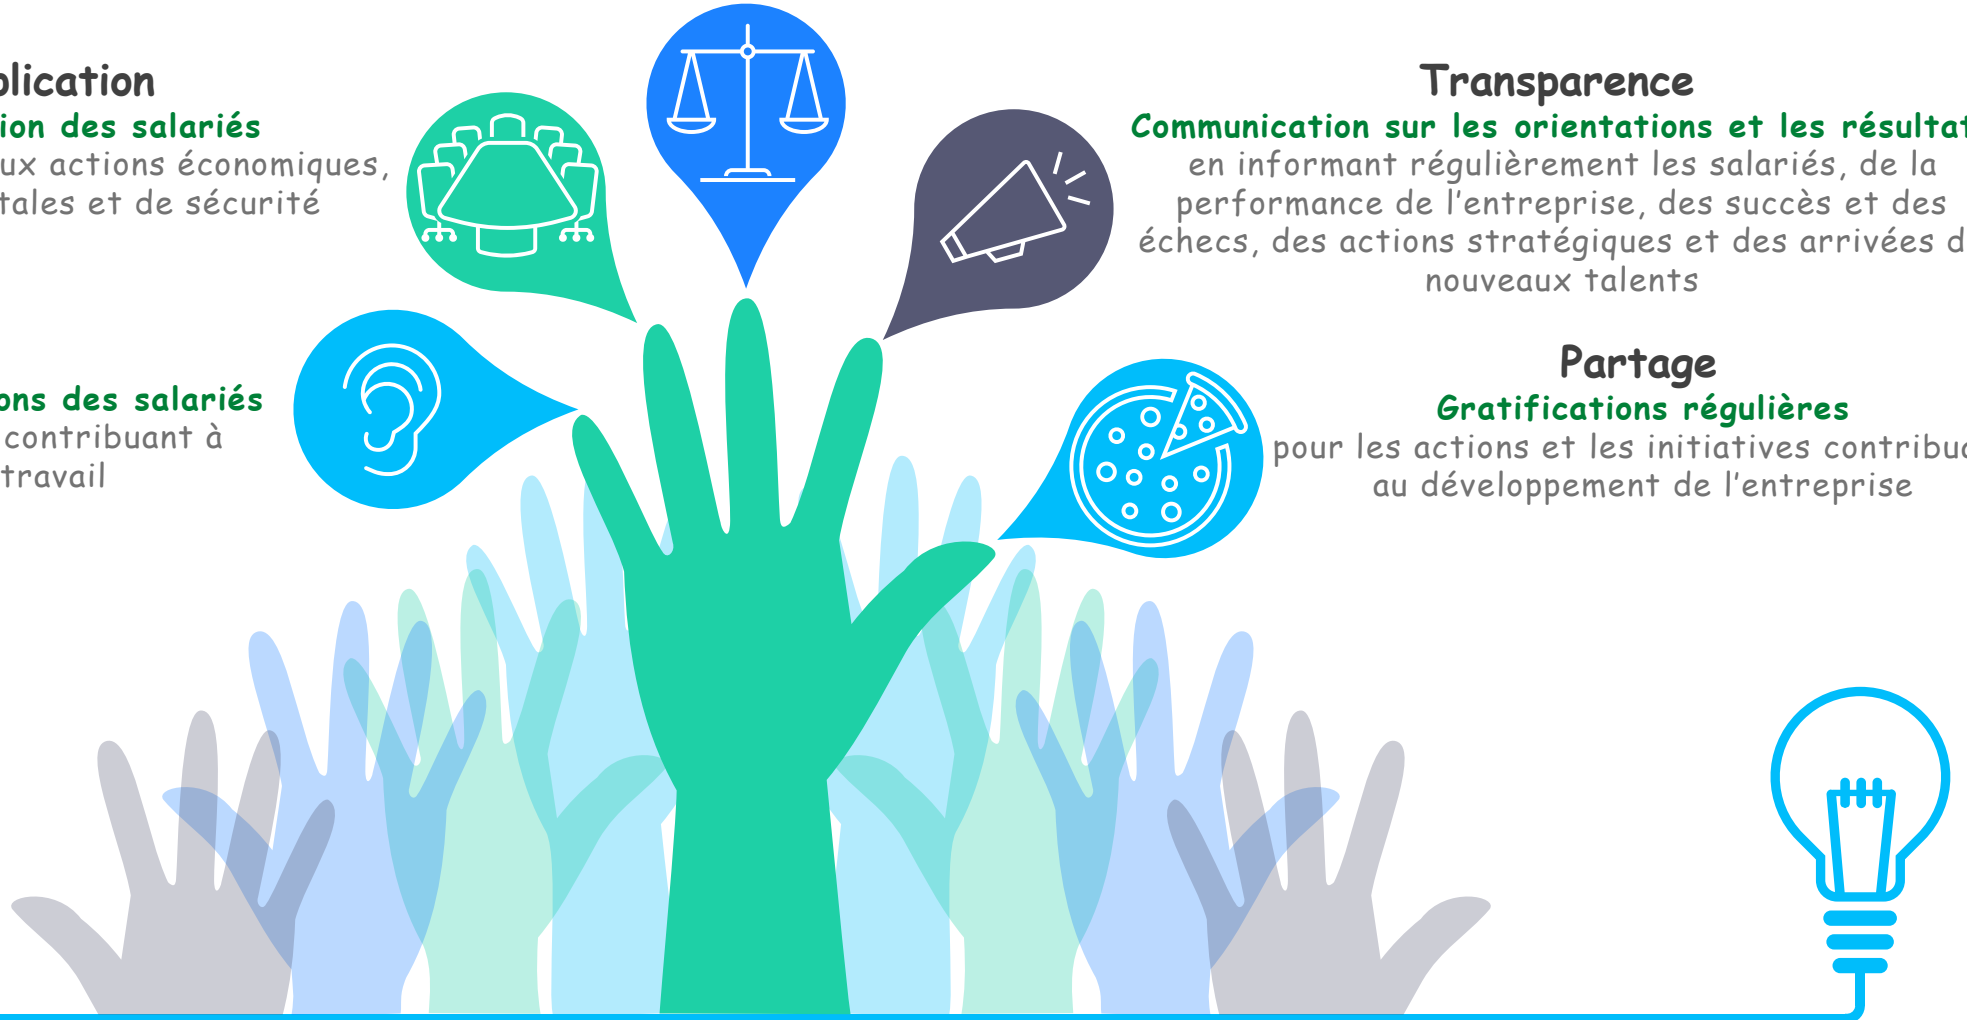 plication
ion des salariés
ux actions économiques,
tales et de sécurité
ons des salariés
contribuant à
travail
Transparence
Communication sur les orientations et les résultat
en informant régulièrement les salariés, de la
performance de l'entreprise, des succès et des
échecs, des actions stratégiques et des arrivées d
nouveaux talents
Partage
Gratifications régulières
pour les actions et les initiatives contribua
au développement de l'entreprise